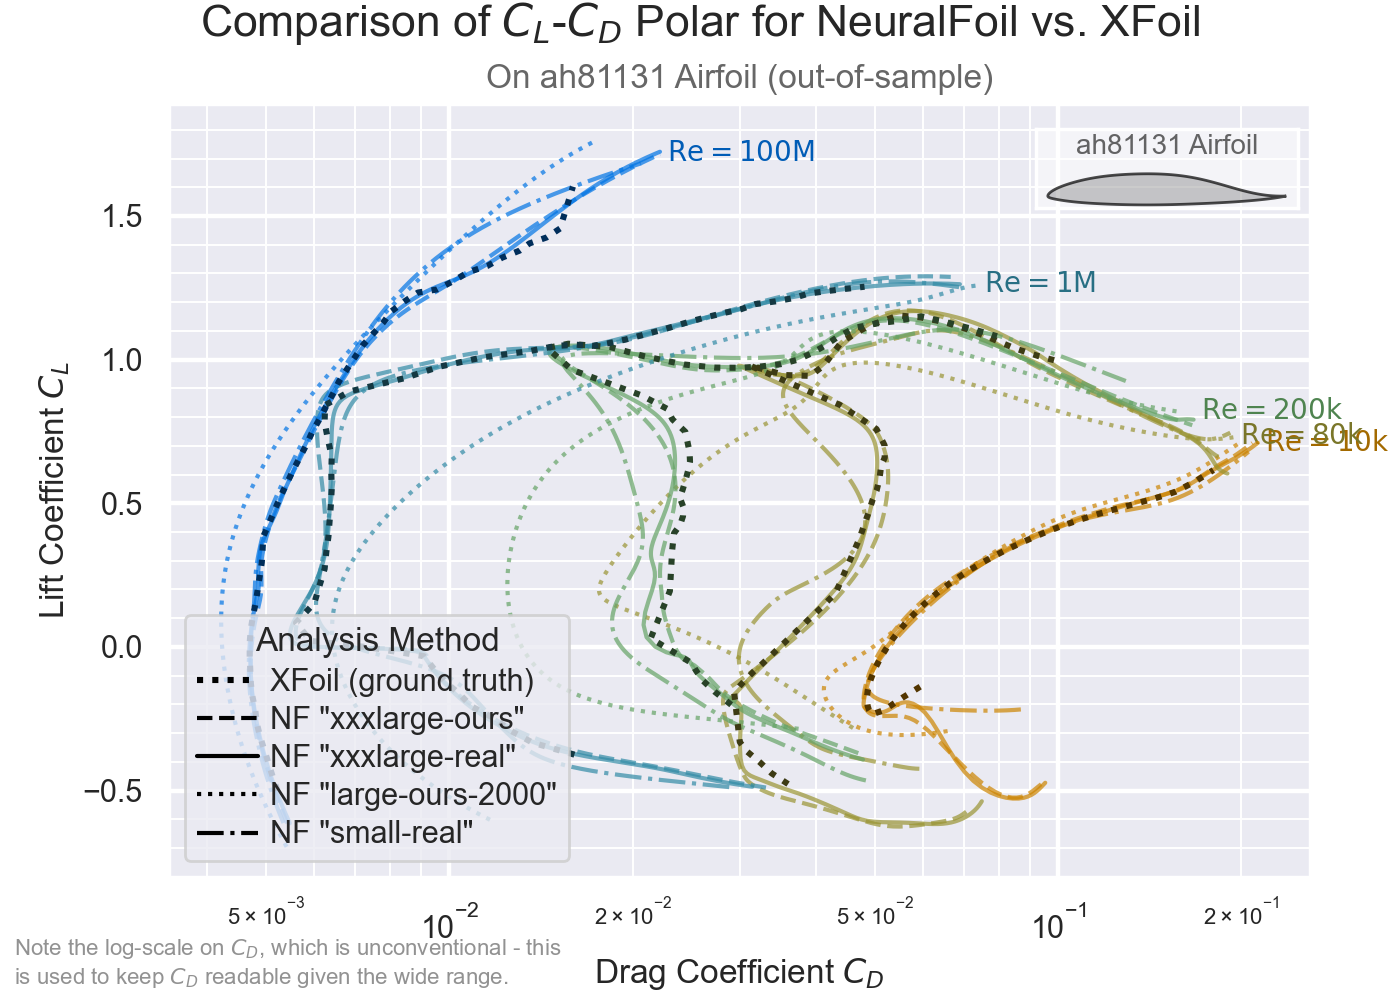 Comparison of C_L-C_D Polar for NeuralFoil vs. XFoil
On ah81131 Airfoil (out-of-sample)
Re = 100M
ah81131 Airfoil
Re = 1M
Re = 200k
Re = 80k
Re = 10k
Lift Coefficient C_L
1.5
1.0
0.5
0.0
−0.5
Analysis Method
XFoil (ground truth)
NF "xxxlarge-ours"
NF "xxxlarge-real"
NF "large-ours-2000"
NF "small-real"
5 × 10⁻³
10⁻²
2 × 10⁻²
5 × 10⁻²
10⁻¹
2 × 10⁻¹
Note the log-scale on C_D, which is unconventional - this
is used to keep C_D readable given the wide range.
Drag Coefficient C_D